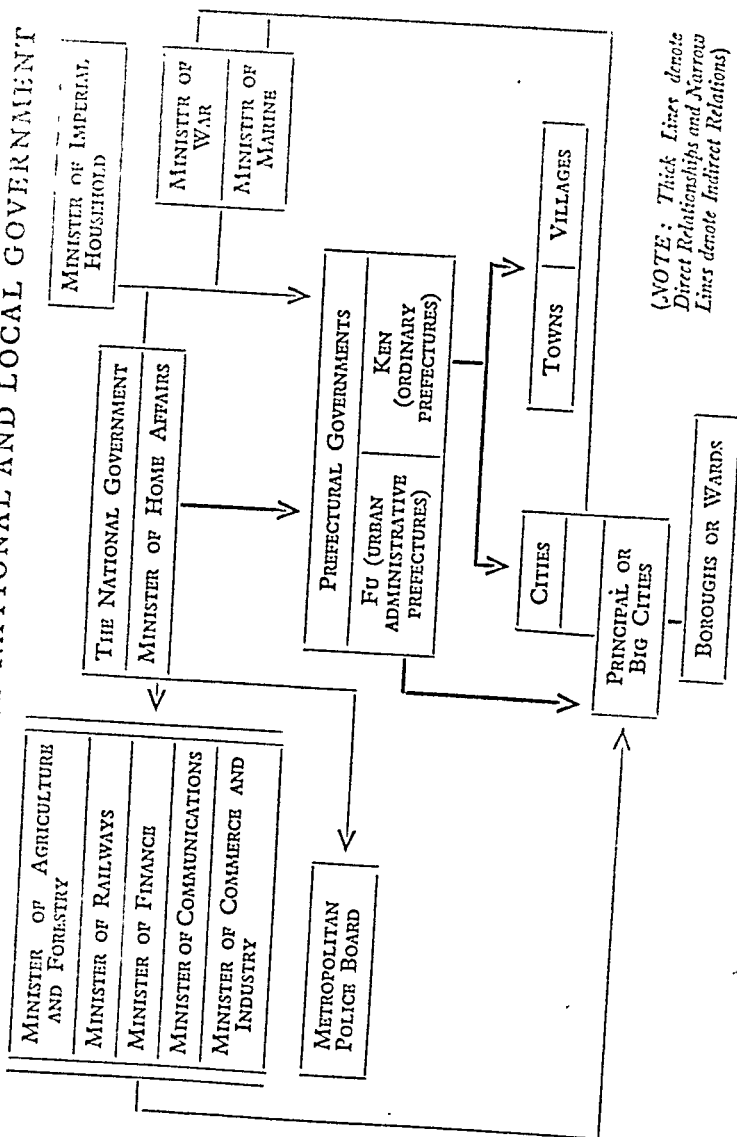 NATIONAL AND LOCAL GOVERNMENT
MINISTER OF IMPERIAL
HOUSEHOLD
THE NATIONAL GOVERNMENT
MINISTER OF HOME AFFAIRS
MINISTER OF AGRICULTURE
AND FORESTRY
MINISTER OF RAILWAYS
MINISTER OF FINANCE
MINISTER OF COMMUNICATIONS
MINISTER OF COMMERCE AND
INDUSTRY
MINISTER OF
WAR
MINISTER OF
MARINE
METROPOLITAN
POLICE BOARD
PREFECTURAL GOVERNMENTS
FU (URBAN
ADMINISTRATIVE
PREFECTURES)
KEN
(ORDINARY
PREFECTURES)
CITIES
PRINCIPAL OR
BIG CITIES
TOWNS
VILLAGES
BOROUGHS OR WARDS
(NOTE: Thick Lines denote
Direct Relationships and Narrow
Lines denote Indirect Relations)